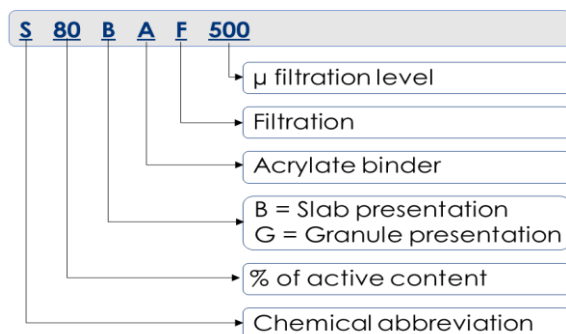 S 80 B A F 500
µ filtration level
Filtration
Acrylate binder
B = Slab presentation
G = Granule presentation
% of active content
Chemical abbreviation